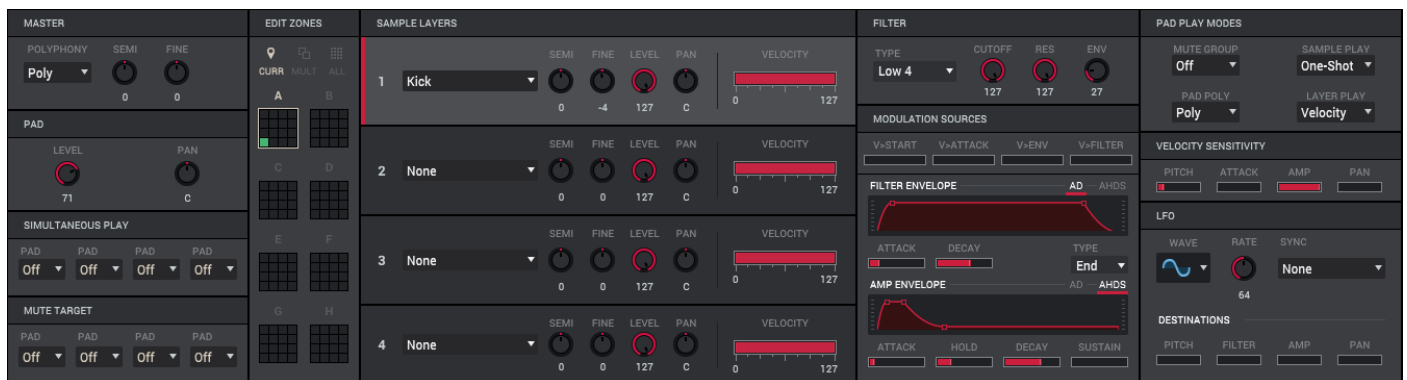 MASTER
POLYPHONY SEMI FINE
Poly
0 0
PAD
LEVEL PAN
71 C
SIMULTANEOUS PLAY
PAD PAD PAD PAD
Off Off Off Off
MUTE TARGET
PAD PAD PAD PAD
Off Off Off Off
EDIT ZONES
CURR MULT ALL
A B
C D
E F
G H
SAMPLE LAYERS
SEMI FINE LEVEL PAN VELOCITY
1 Kick
0 -4 127 C 0 127
SEMI FINE LEVEL PAN VELOCITY
2 None
0 0 127 C 0 127
SEMI FINE LEVEL PAN VELOCITY
3 None
0 0 127 C 0 127
SEMI FINE LEVEL PAN VELOCITY
4 None
0 0 127 C 0 127
FILTER
TYPE CUTOFF RES ENV
Low 4
127 127 27
MODULATION SOURCES
V>START V>ATTACK V>ENV V>FILTER
FILTER ENVELOPE AD AHDS
ATTACK DECAY TYPE
End
AMP ENVELOPE AD AHDS
ATTACK HOLD DECAY SUSTAIN
PAD PLAY MODES
MUTE GROUP SAMPLE PLAY
Off One-Shot
PAD POLY LAYER PLAY
Poly Velocity
VELOCITY SENSITIVITY
PITCH ATTACK AMP PAN
LFO
WAVE RATE SYNC
None
64
DESTINATIONS
PITCH FILTER AMP PAN